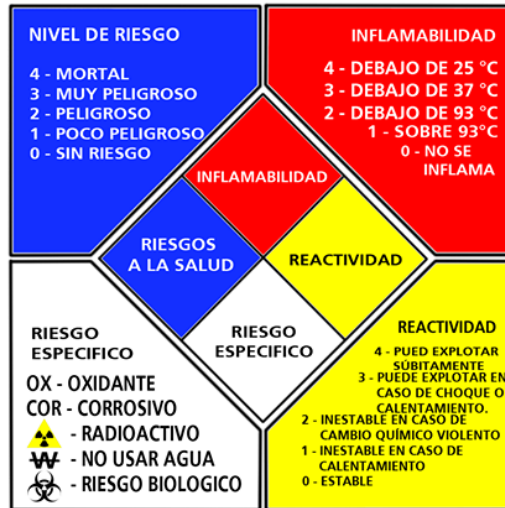 NIVEL DE RIESGO
4 - MORTAL
3 - MUY PELIGROSO
2 - PELIGROSO
1 - POCO PELIGROSO
0 - SIN RIESGO
INFLAMABILIDAD
4 - DEBAJO DE 25 °C
3 - DEBAJO DE 37 °C
2 - DEBAJO DE 93 °C
1 - SOBRE 93°C
0 - NO SE
INFLAMA
INFLAMABILIDAD
RIESGOS
A LA SALUD
REACTIVIDAD
RIESGO
ESPECIFICO
RIESGO
ESPECIFICO
OX - OXIDANTE
COR - CORROSIVO
- RADIOACTIVO
W - NO USAR AGUA
- RIESGO BIOLOGICO
REACTIVIDAD
4 - PUED EXPLOTAR
SÚBITAMENTE
3 - PUEDE EXPLOTAR EN
CASO DE CHOQUE O
CALENTAMIENTO.
2 - INESTABLE EN CASO DE
CAMBIO QUÍMICO VIOLENTO
1 - INESTABLE EN CASO DE
CALENTAMIENTO
0 - ESTABLE